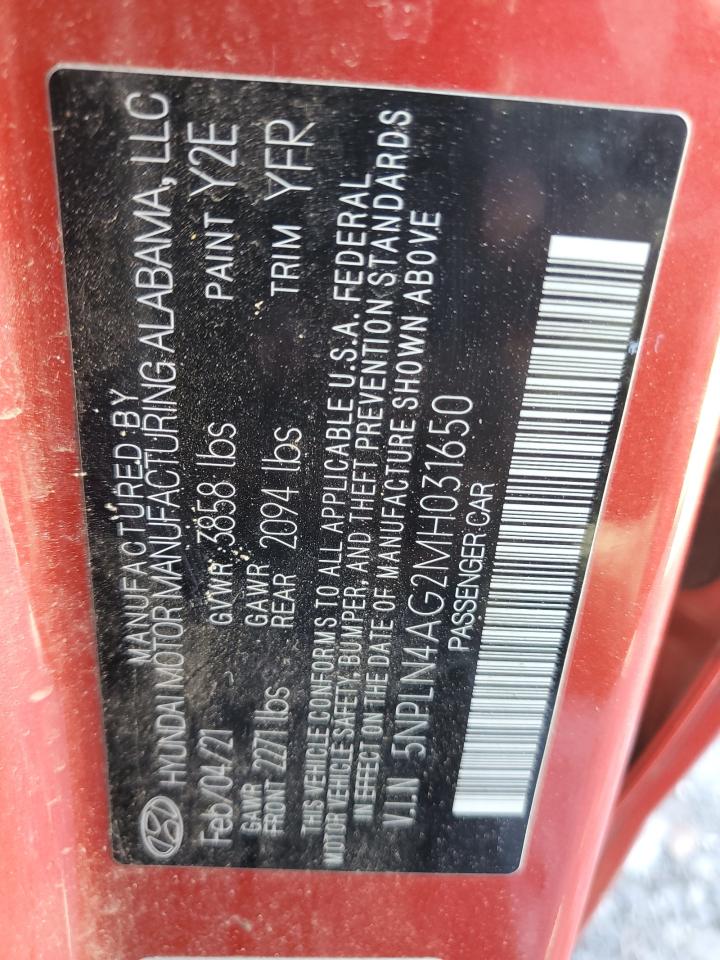 MANUFACTURED BY
HYUNDAI MOTOR MANUFACTURING ALABAMA, LLC
Feb/04/21 GVWR 3858 lbs PAINT Y2E
GAWR FRONT 2271 lbs GAWR REAR 2094 lbs TRIM YFR
THIS VEHICLE CONFORMS TO ALL APPLICABLE U.S.A. FEDERAL
MOTOR VEHICLE SAFETY, BUMPER, AND THEFT PREVENTION STANDARDS
IN EFFECT ON THE DATE OF MANUFACTURE SHOWN ABOVE
V.I.N 5NPLN4AG2MH031650
PASSENGER CAR